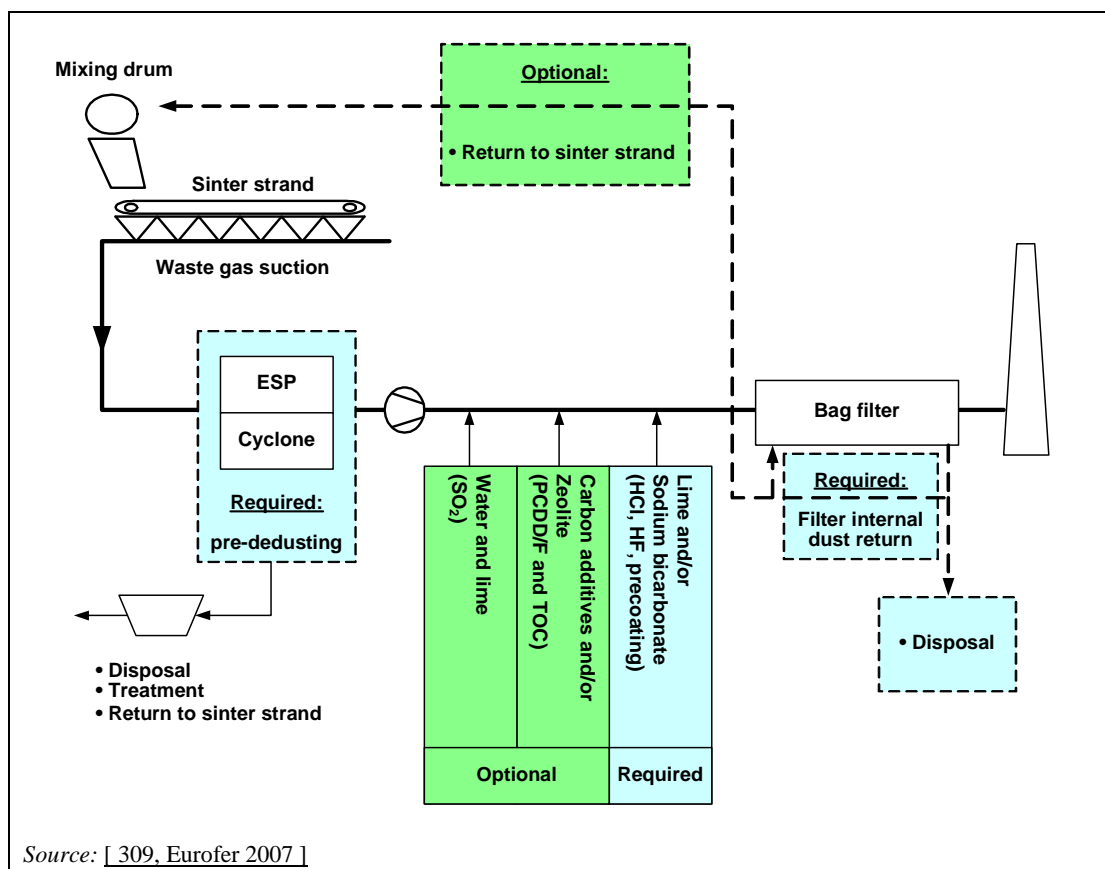 Mixing drum
Optional:
• Return to sinter strand
Sinter strand
Waste gas suction
ESP
Cyclone
Required:
pre-dedusting
Bag filter
Required:
Filter internal
dust return
• Disposal
• Disposal
• Treatment
• Return to sinter strand
Water and lime
(SO₂)
Carbon additives and/or
Zeolite
(PCDD/F and TOC)
Lime and/or
Sodium bicarbonate
(HCl, HF, precoating)
Optional
Required
Source: [ 309, Eurofer 2007 ]